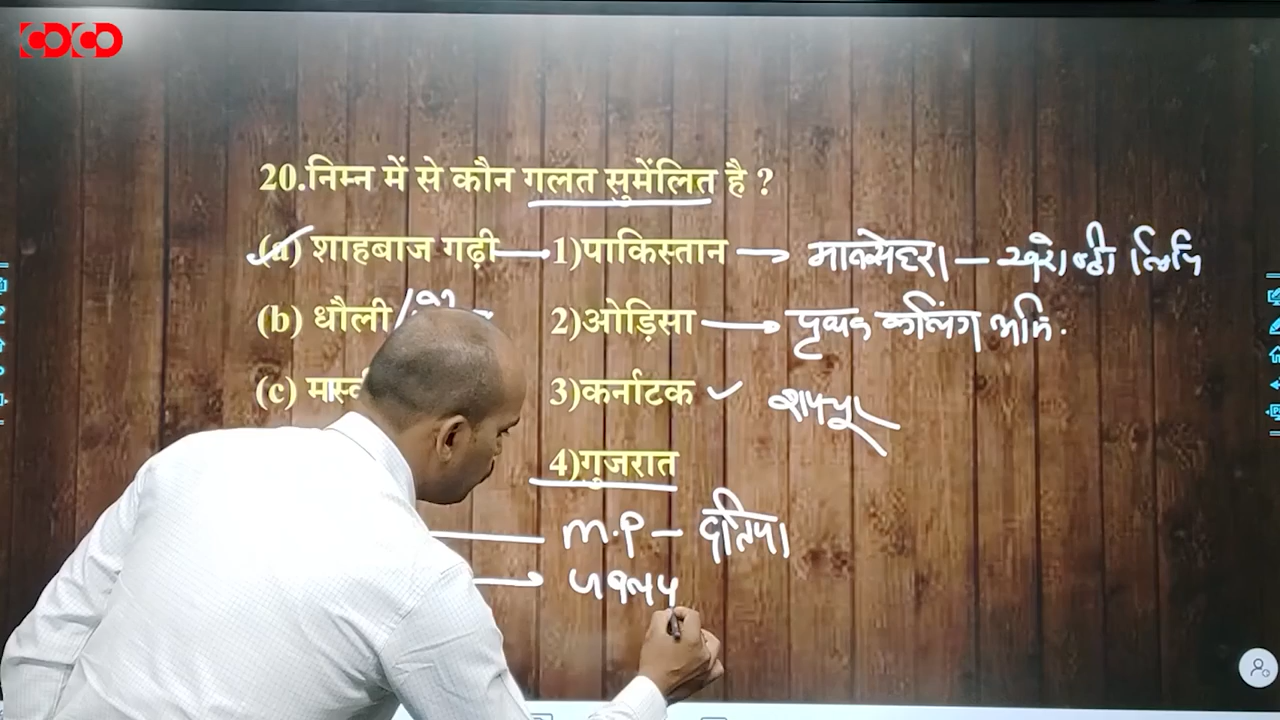 20.निम्न में से कौन गलत सुमेंलित है ?
(a) शाहबाज गढ़ी 1)पाकिस्तान → मानसेहरा – खरोष्ठी लिपि
(b) धौली/ 2)ओड़िसा → पृथक कलिंग अभि.
(c) 3)कर्नाटक ✓ रायचूर
4)गुजरात
M.P – दतिया